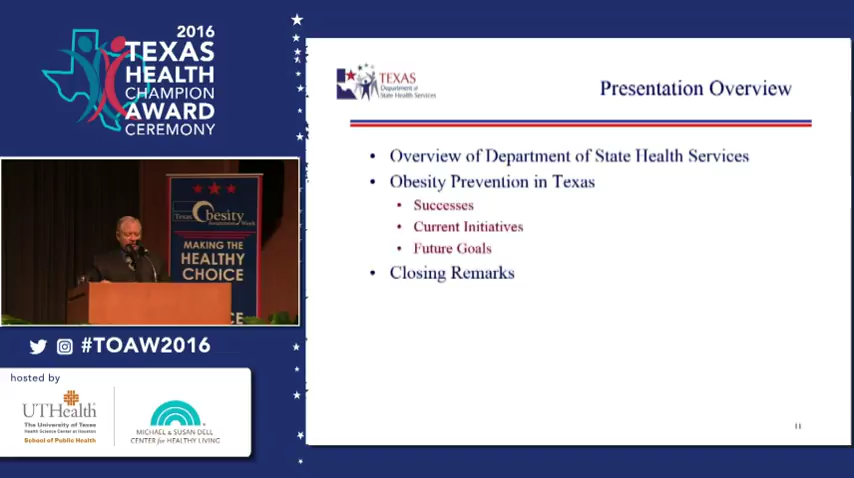 2016
TEXAS
HEALTH
CHAMPION
AWARD
CEREMONY
Texas Obesity
Week
MAKING THE
HEALTHY
CHOICE
CE
#TOAW2016
hosted by
UTHealth
The University of Texas
Health Science Center at Houston
School of Public Health
MICHAEL & SUSAN DELL
CENTER for HEALTHY LIVING
TEXAS
Department of
State Health Services
Presentation Overview
• Overview of Department of State Health Services
• Obesity Prevention in Texas
• Successes
• Current Initiatives
• Future Goals
• Closing Remarks
11